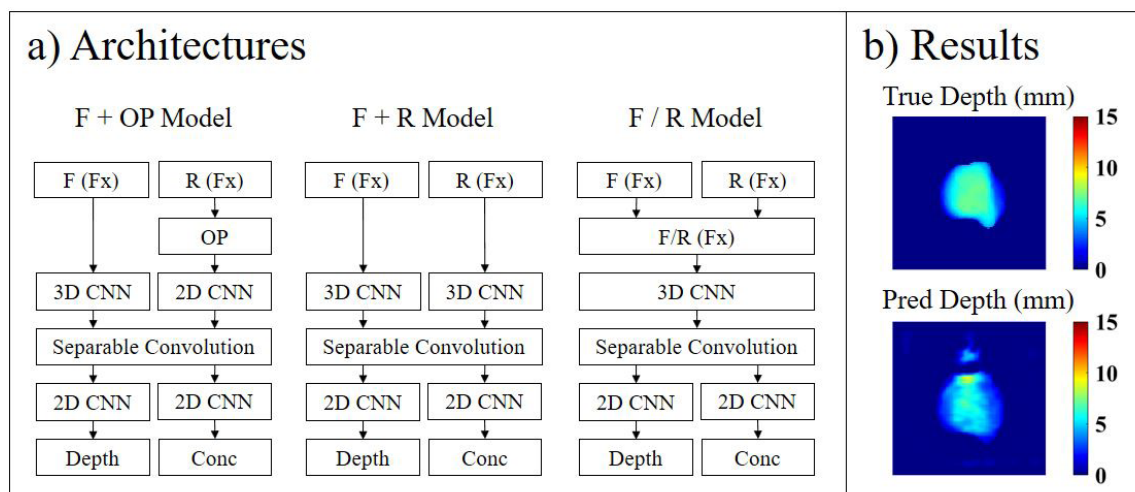 a) Architectures
F + OP Model
F (Fx)
R (Fx)
OP
3D CNN
2D CNN
Separable Convolution
2D CNN
2D CNN
Depth
Conc
F + R Model
F (Fx)
R (Fx)
3D CNN
3D CNN
Separable Convolution
2D CNN
2D CNN
Depth
Conc
F / R Model
F (Fx)
R (Fx)
F/R (Fx)
3D CNN
Separable Convolution
2D CNN
2D CNN
Depth
Conc
b) Results
True Depth (mm)
15
10
5
0
Pred Depth (mm)
15
10
5
0